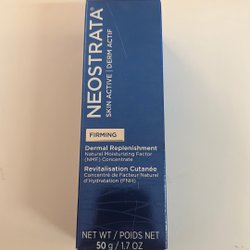 NEOSTRATA®
SKIN ACTIVE | DERM ACTIF
FIRMING
Dermal Replenishment
Natural Moisturizing Factor
(NMF) Concentrate
Revitalisation Cutanée
Concentré de Facteur Naturel
d'Hydratation (FNH)
NET WT / POIDS NET
50 g / 1.7 OZ